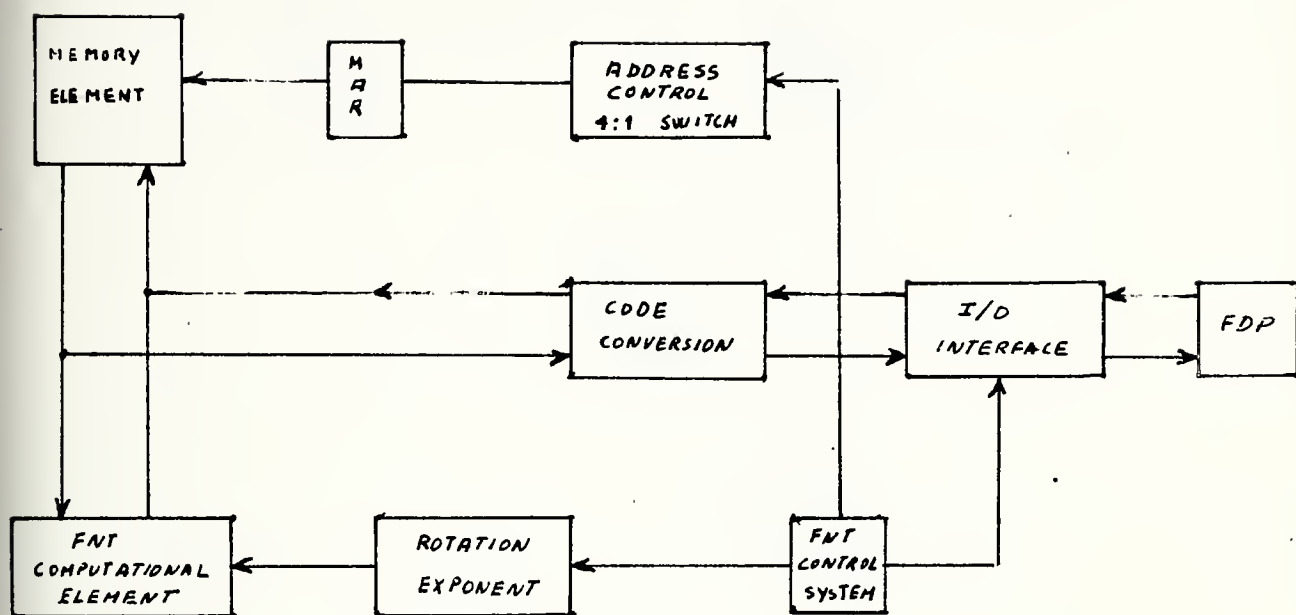 MEMORY
ELEMENT
MAR
ADDRESS
CONTROL
4:1 SWITCH
CODE
CONVERSION
I/O
INTERFACE
FDP
FNT
COMPUTATIONAL
ELEMENT
ROTATION
EXPONENT
FNT
CONTROL
SYSTEM